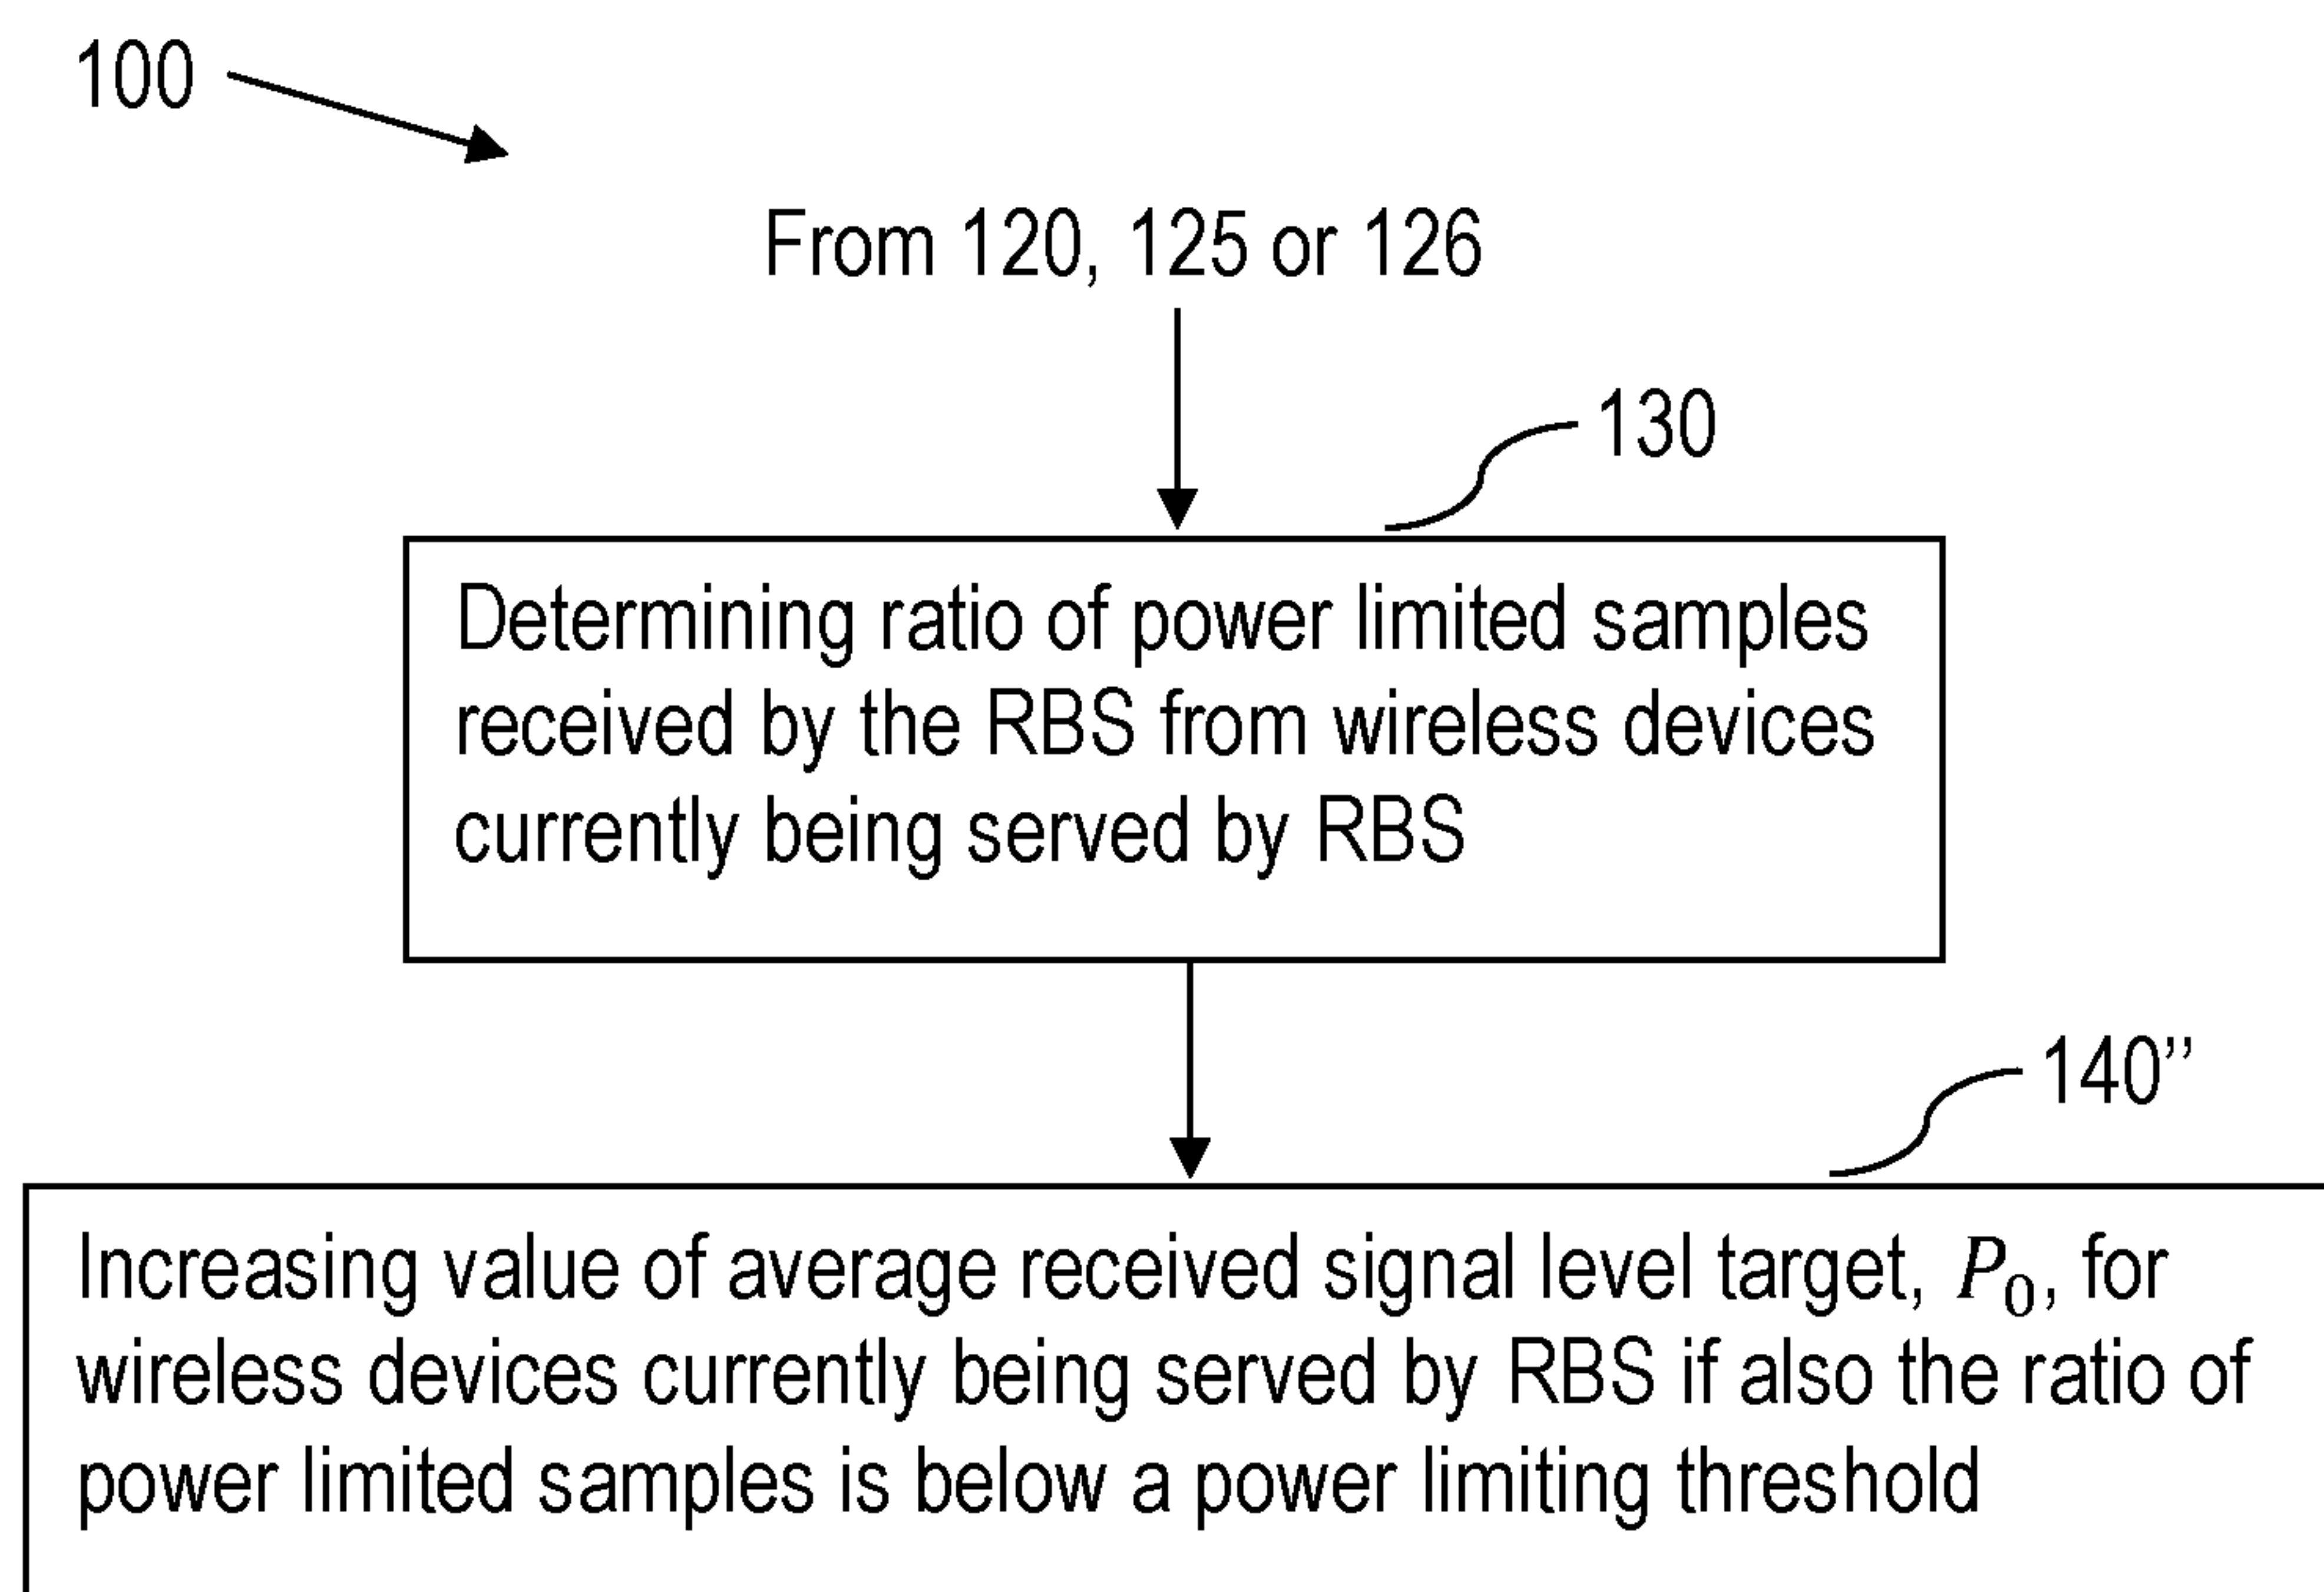 100
From 120, 125 or 126
130
Determining ratio of power limited samples
received by the RBS from wireless devices
currently being served by RBS
140”
Increasing value of average received signal level target, P₀, for
wireless devices currently being served by RBS if also the ratio of
power limited samples is below a power limiting threshold